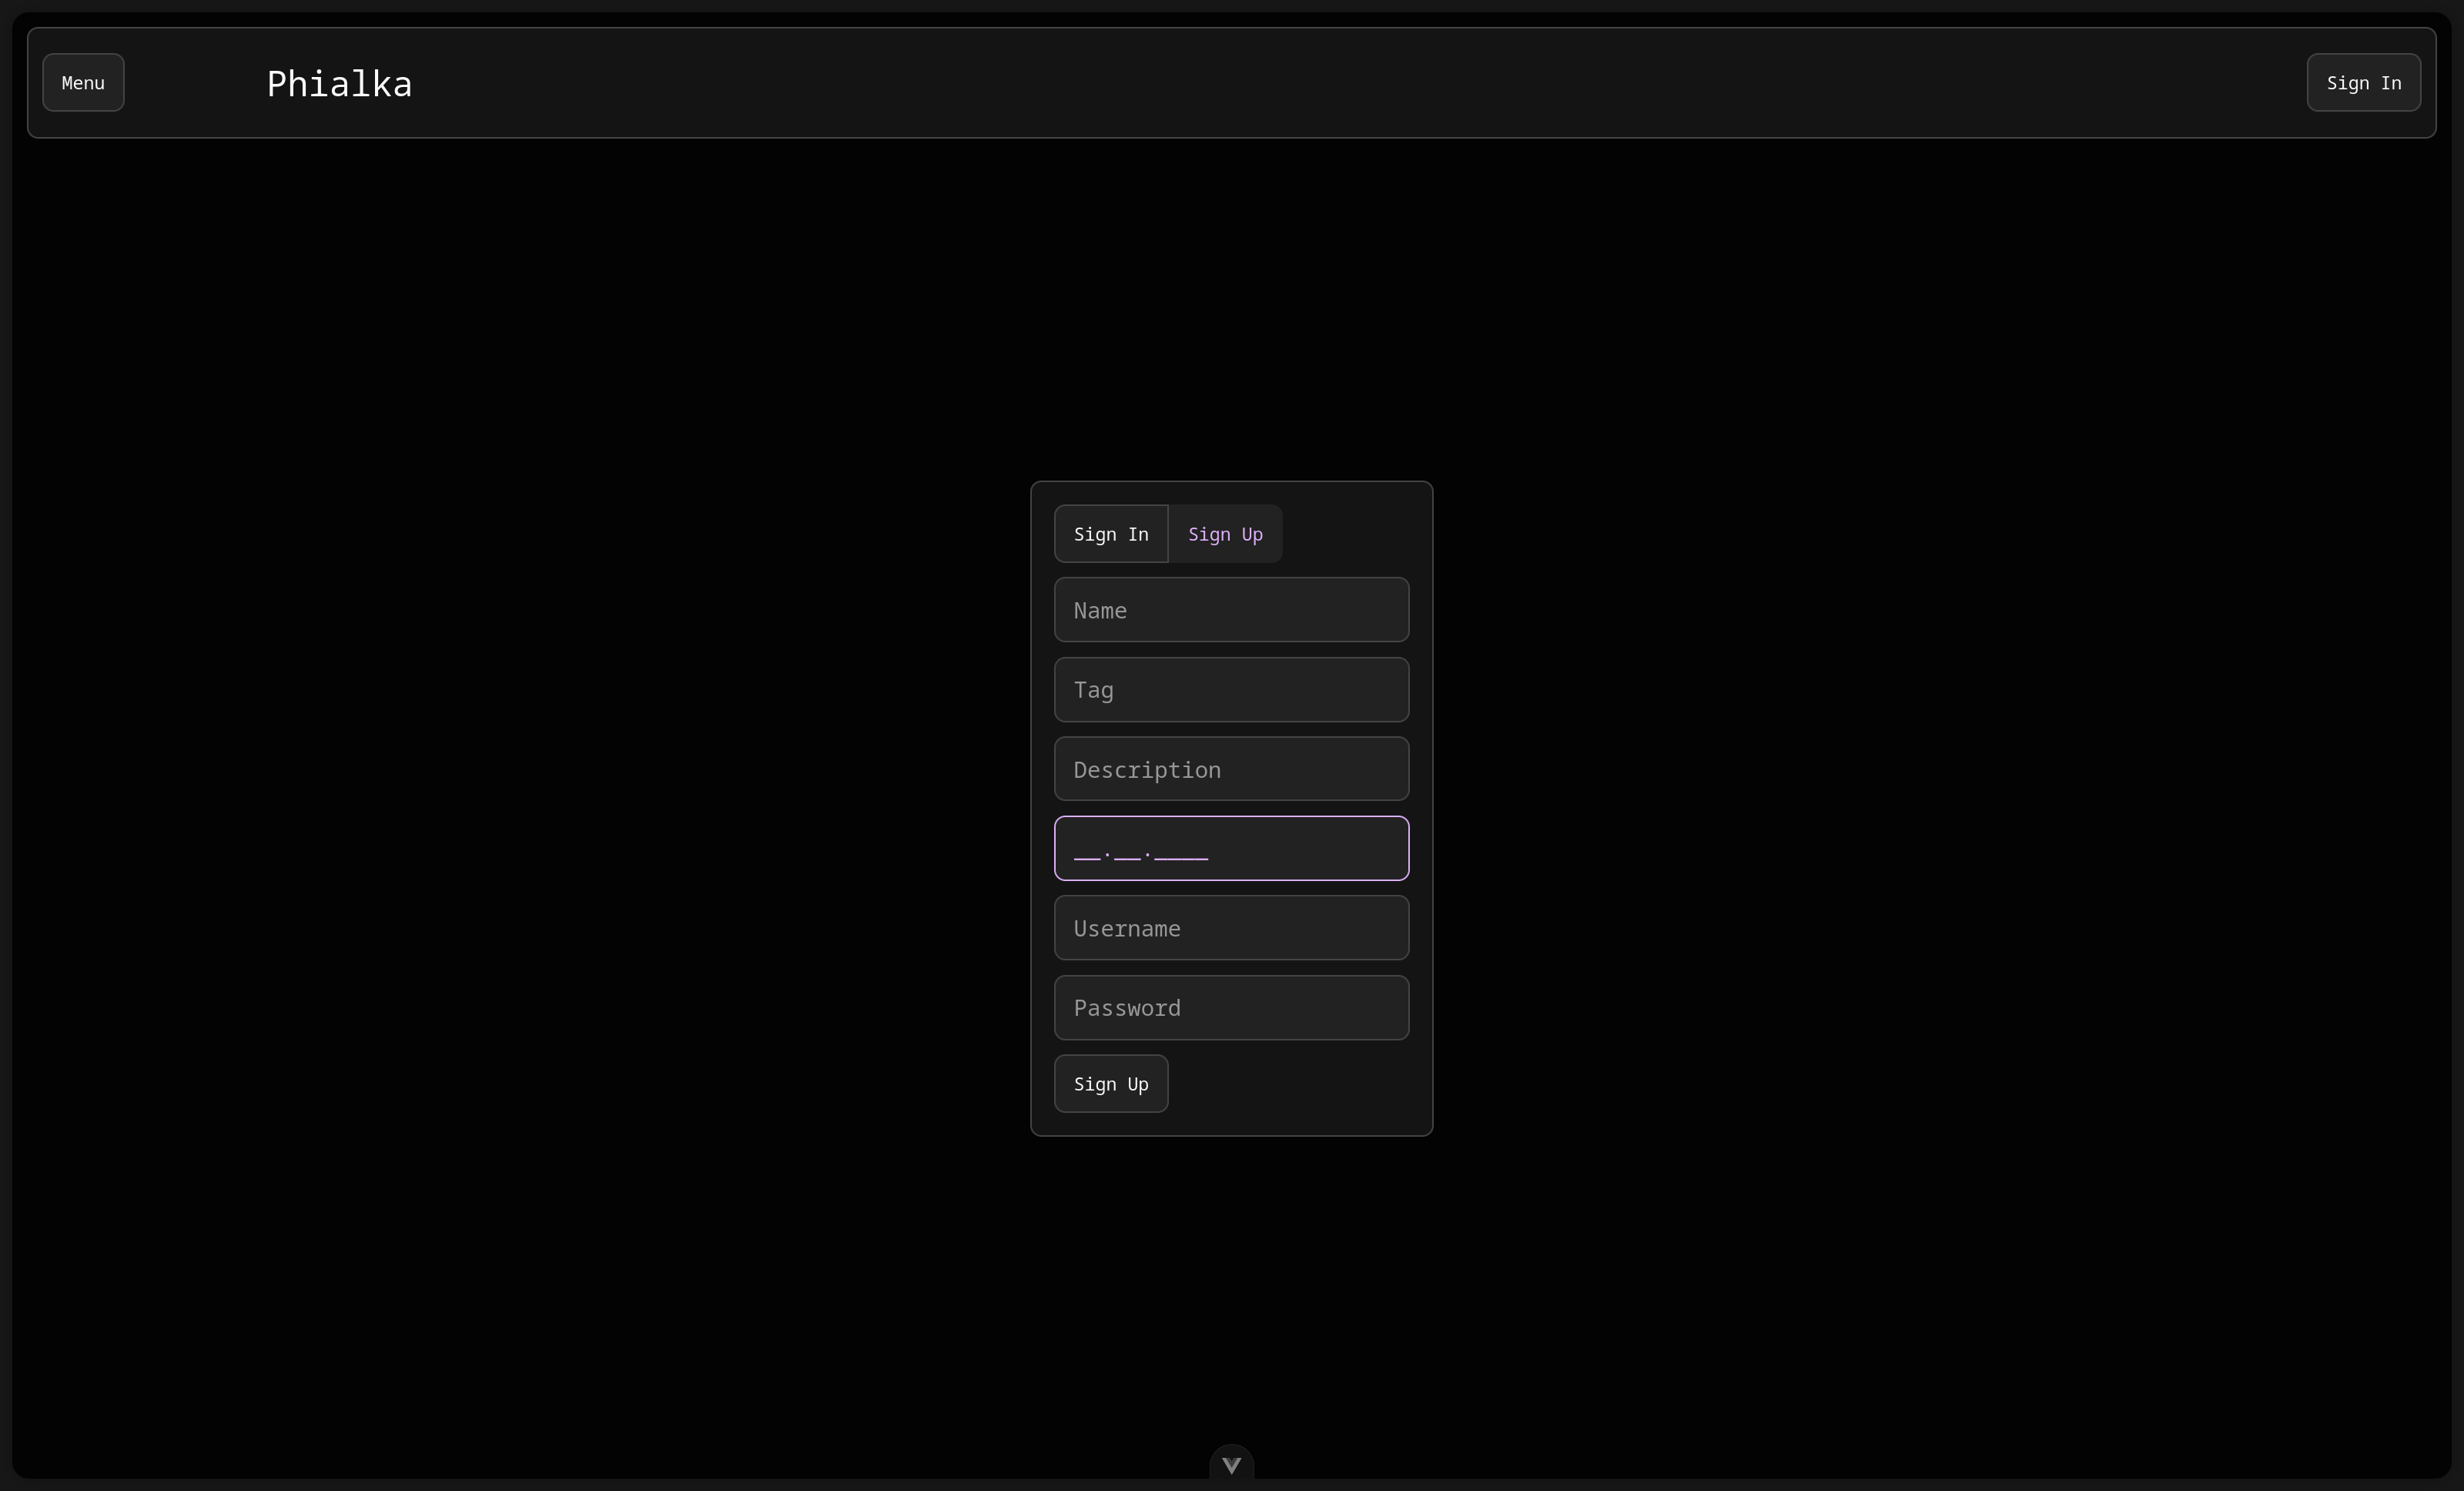 Menu Phialka Sign In
Sign In Sign Up
Name
Tag
Description
__.__.____
Username
Password
Sign Up